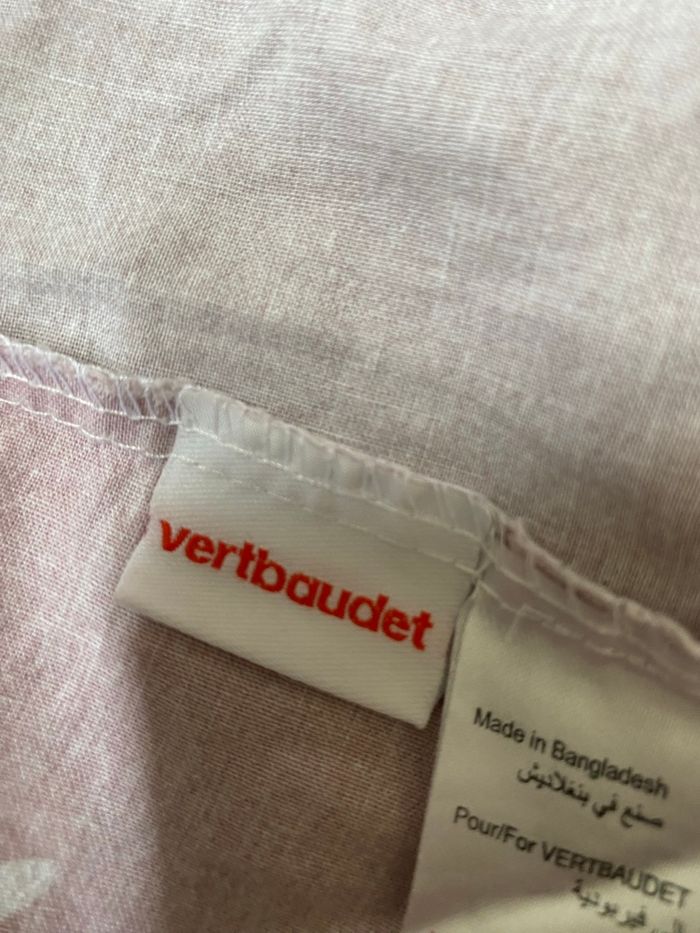 vertbaudet
Made in Bangladesh
صنع في بنغلاديش
Pour/For VERTBAUDET